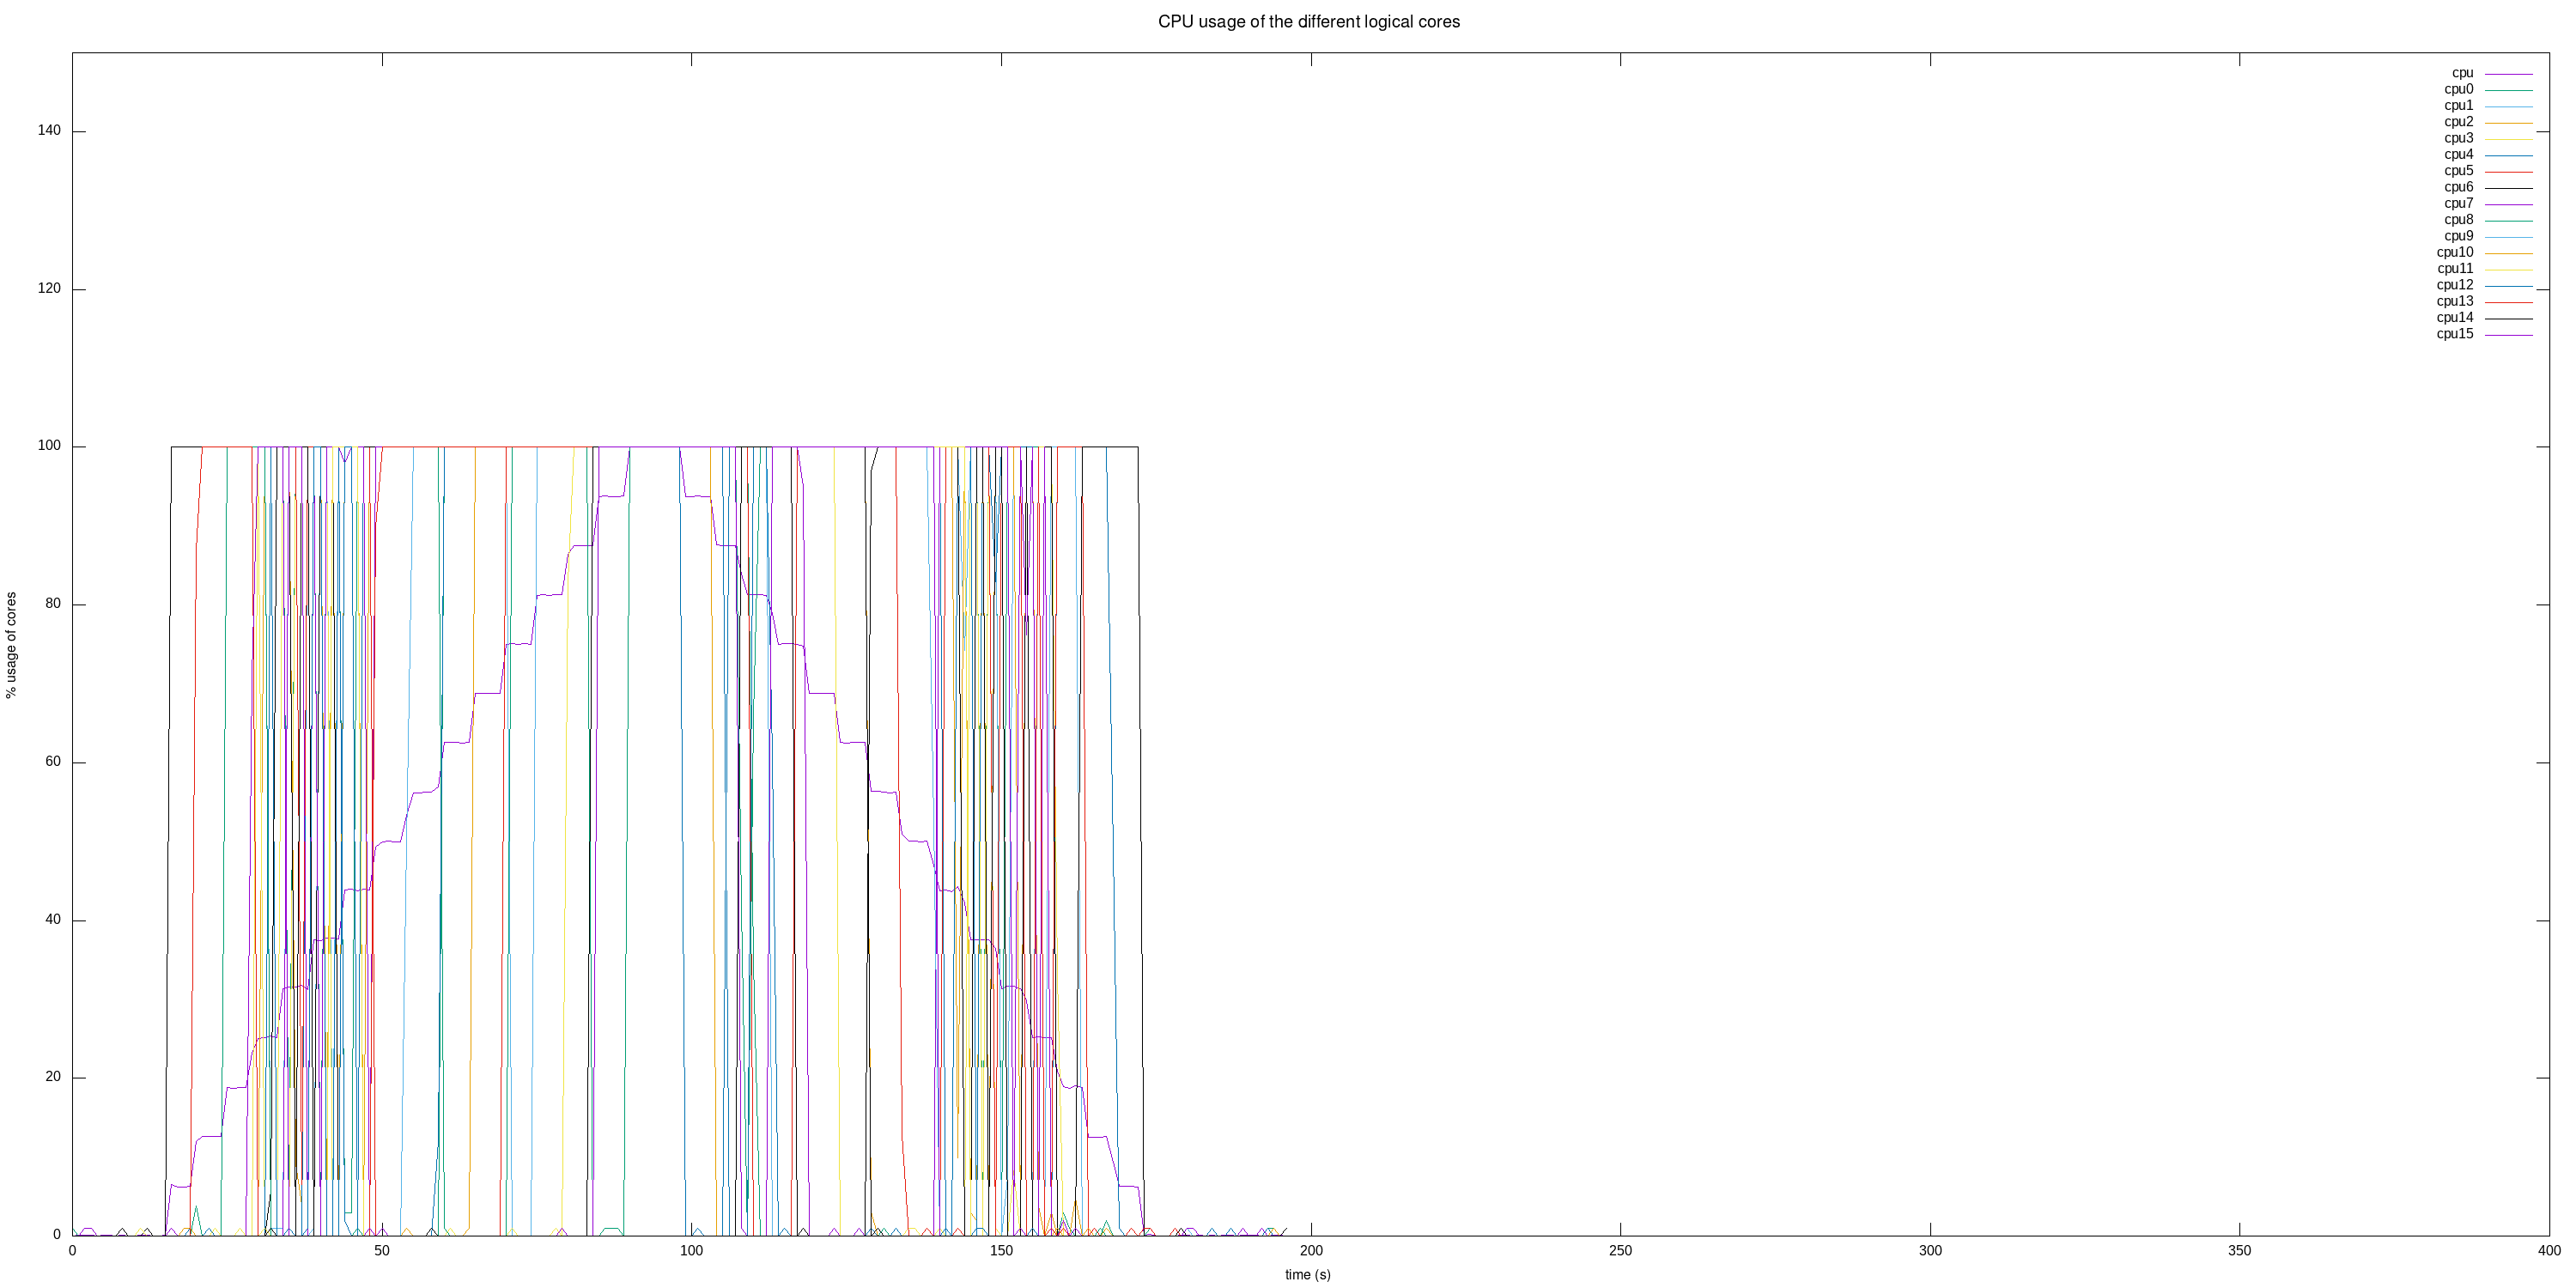 CPU usage of the different logical cores
cpu
cpu0
cpu1
cpu2
cpu3
cpu4
cpu5
cpu6
cpu7
cpu8
cpu9
cpu10
cpu11
cpu12
cpu13
cpu14
cpu15
140
120
100
80
60
40
20
0
% usage of cores
0 50 100 150 200 250 300 350 400
time (s)